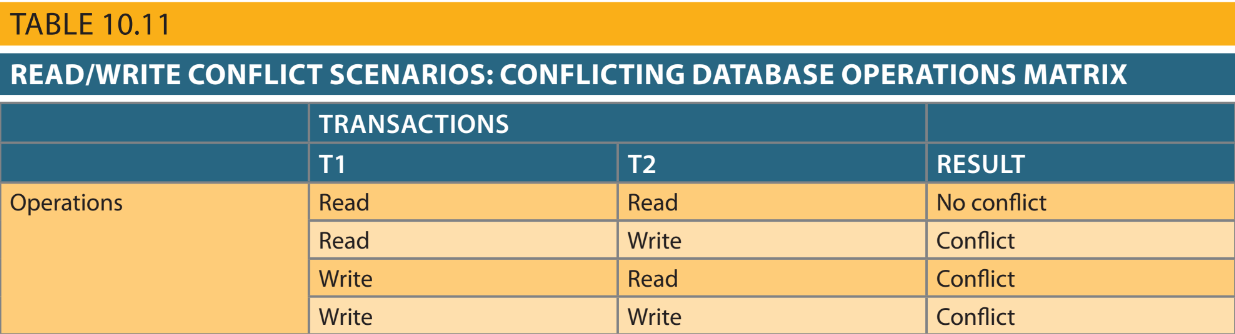 TABLE 10.11
READ/WRITE CONFLICT SCENARIOS: CONFLICTING DATABASE OPERATIONS MATRIX
TRANSACTIONS
T1 T2 RESULT
Operations Read Read No conflict
Read Write Conflict
Write Read Conflict
Write Write Conflict